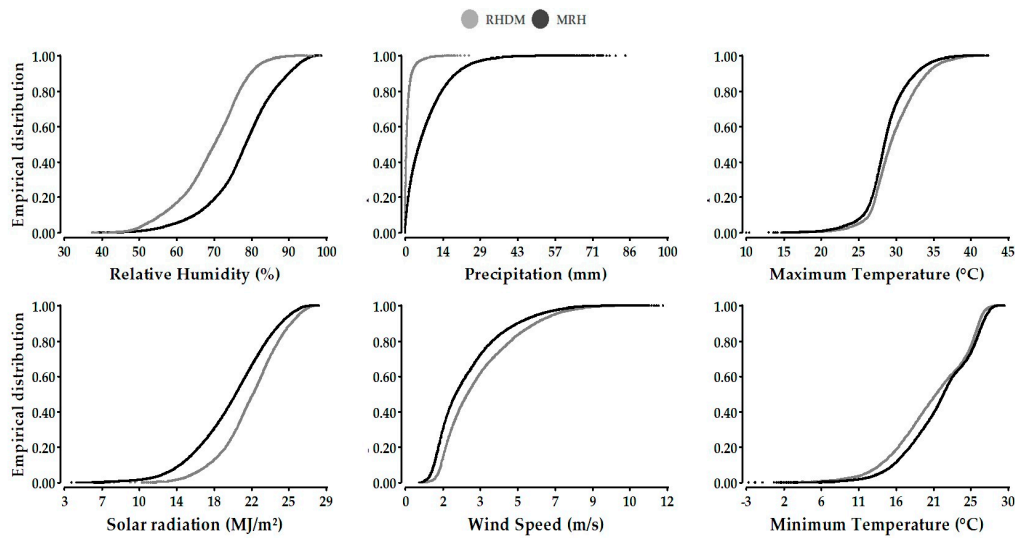 RHDM MRH
Empirical distribution
1.00
0.80
0.60
0.40
0.20
0.00
30 40 50 60 70 80 90 100
Relative Humidity (%)
1.00
0.80
0.60
0.40
0.20
0.00
0 14 29 43 57 71 86 100
Precipitation (mm)
1.00
0.80
0.60
0.40
0.20
0.00
10 15 20 25 30 35 40 45
Maximum Temperature (°C)
Empirical distribution
1.00
0.80
0.60
0.40
0.20
0.00
3 7 10 14 18 22 25 29
Solar radiation (MJ/m²)
1.00
0.80
0.60
0.40
0.20
0.00
0 2 3 5 7 9 10 12
Wind Speed (m/s)
1.00
0.80
0.60
0.40
0.20
0.00
-3 2 6 11 16 21 25 30
Minimum Temperature (°C)